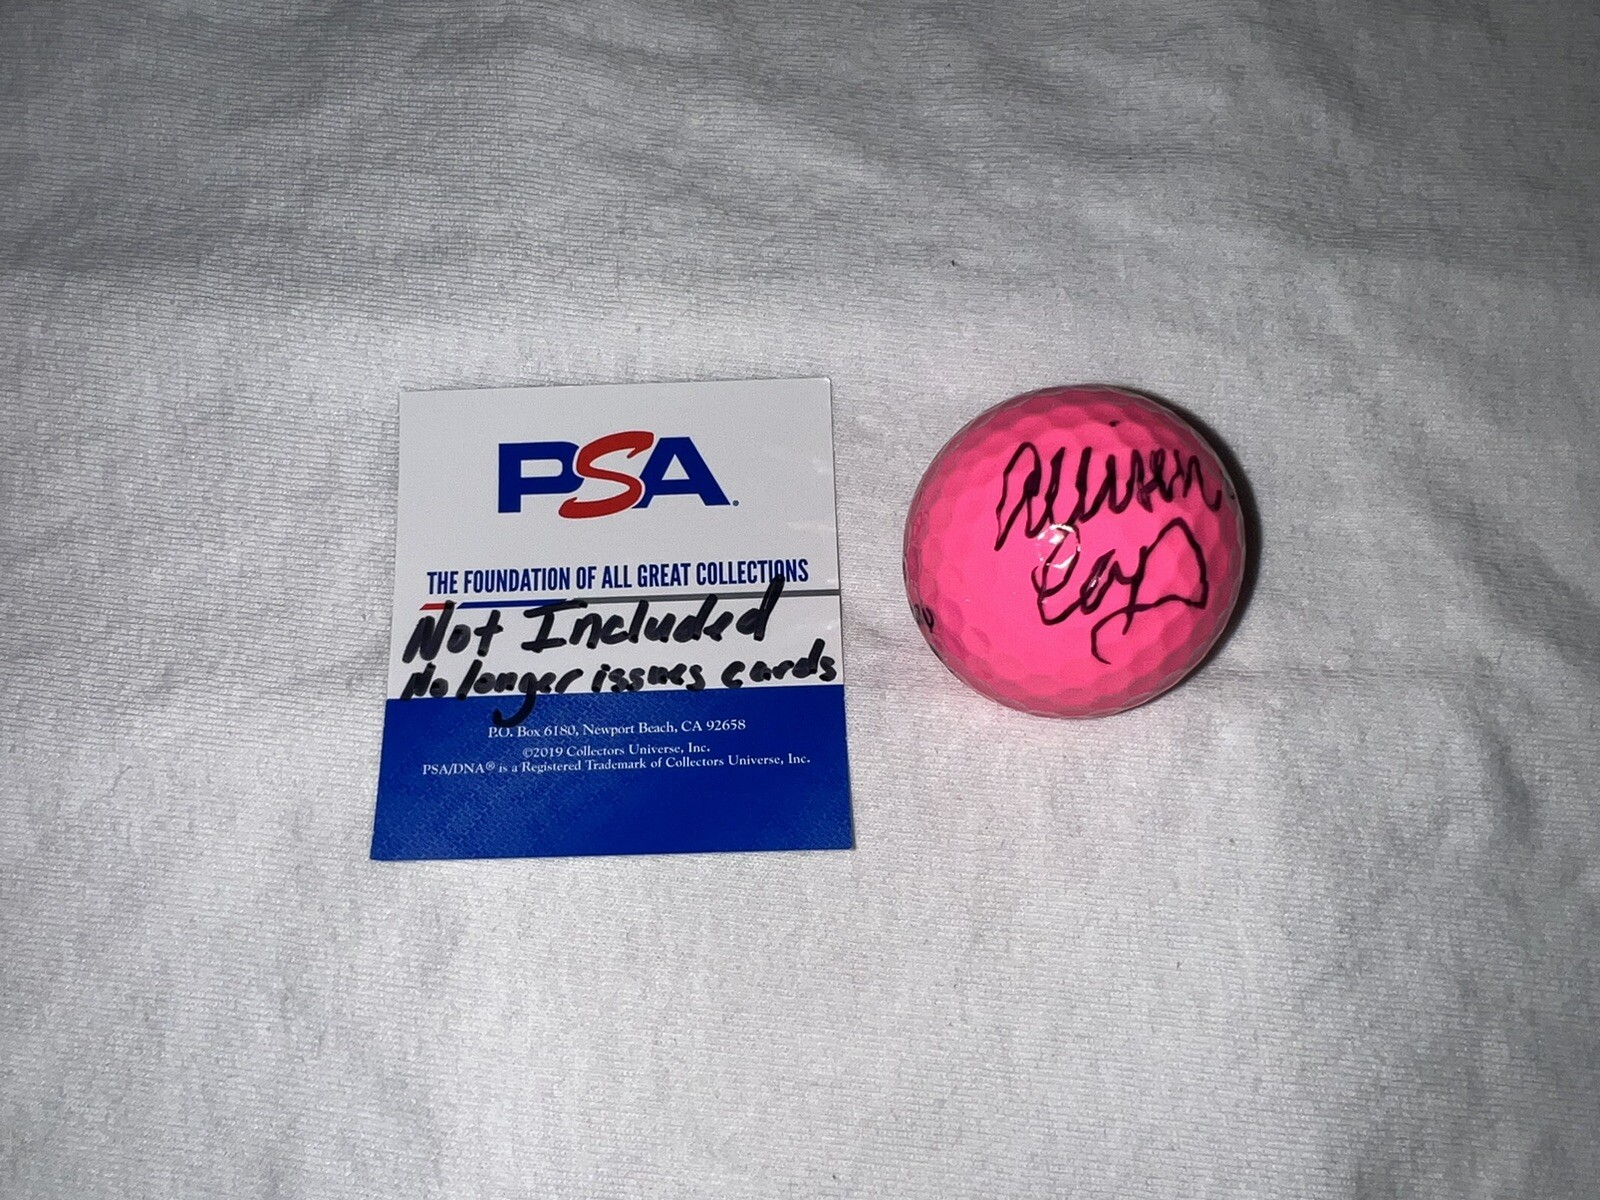 PSA
THE FOUNDATION OF ALL GREAT COLLECTIONS
Not Included
No longer issues cards
P.O. Box 6180, Newport Beach, CA 92658
©2019 Collectors Universe, Inc.
PSA/DNA® is a Registered Trademark of Collectors Universe, Inc.